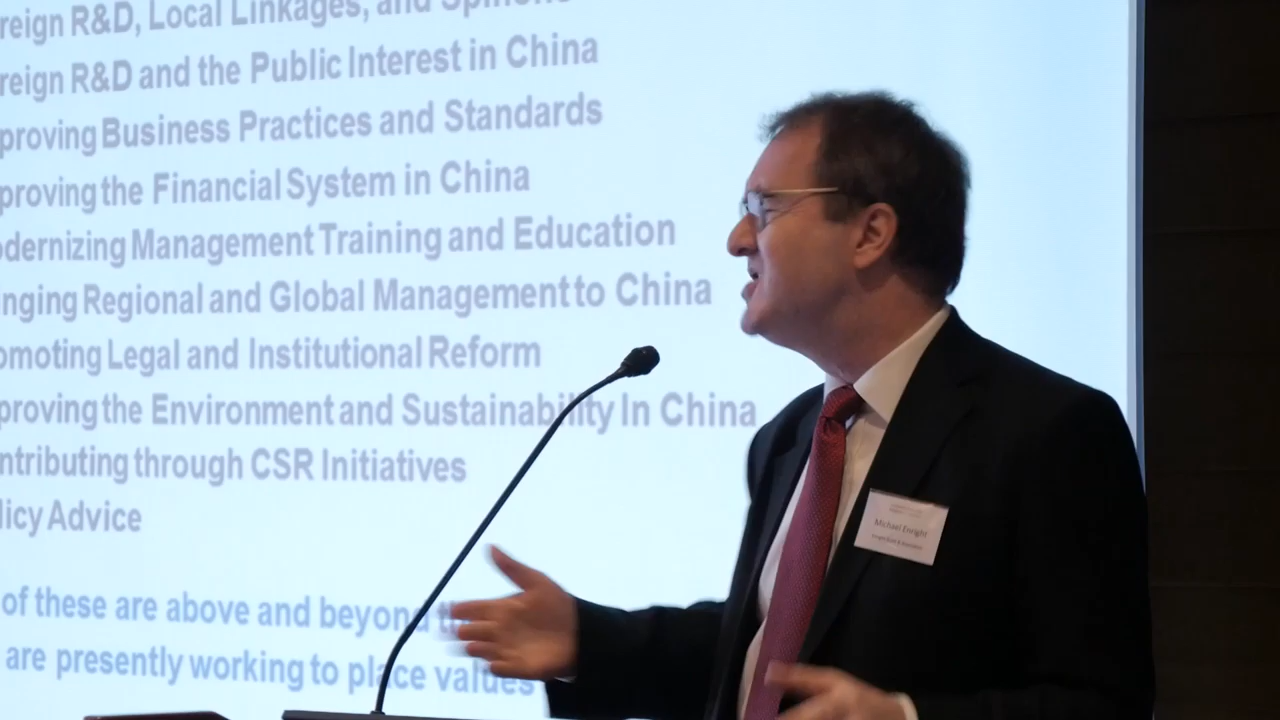 reign R&D, Local Linkages, and Spillovers
reign R&D and the Public Interest in China
proving Business Practices and Standards
proving the Financial System in China
odernizing Management Training and Education
nging Regional and Global Management to China
omoting Legal and Institutional Reform
proving the Environment and Sustainability In China
ntributing through CSR Initiatives
licy Advice
of these are above and beyond
are presently working to place values
Michael Enright